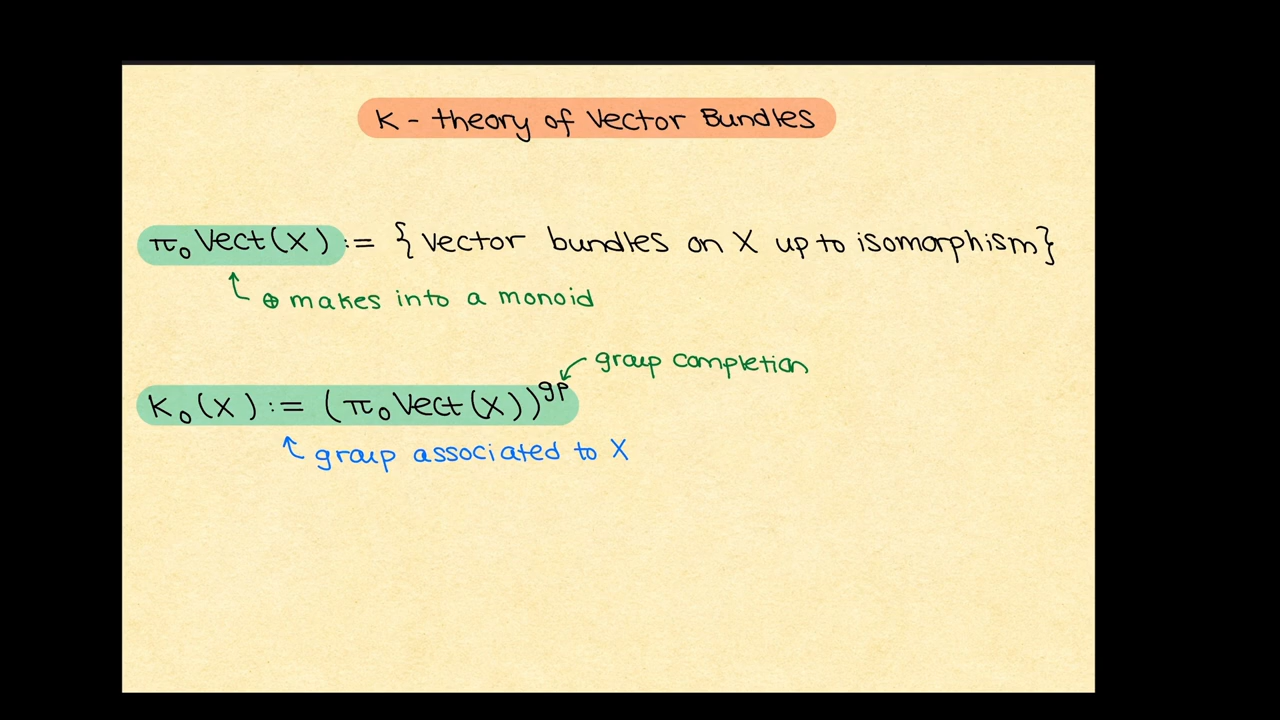 K - theory of Vector Bundles
π₀Vect(X) := {vector bundles on X up to isomorphism}
⊕ makes into a monoid
group completion
K₀(X) := (π₀Vect(X))^gp
group associated to X